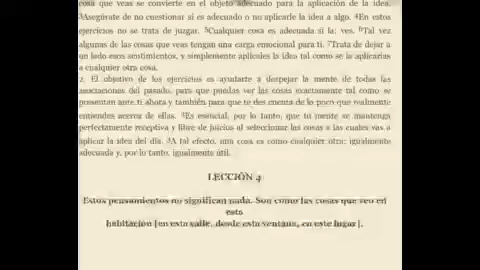 cosa que veas se convierte en el objeto adecuado para la aplicación de la idea.
³Asegúrate de no cuestionar si es adecuado o no aplicarle la idea a algo. ⁴En estos
ejercicios no se trata de juzgar. ⁵Cualquier cosa es adecuada si la ves. ⁶Tal vez
algunas de las cosas que veas tengan una carga emocional para ti. ⁷Trata de dejar a
un lado esos sentimientos, y simplemente aplícales la idea tal como se la aplicarías
a cualquier otra cosa.
2. El objetivo de los ejercicios es ayudarte a despejar la mente de todas las
asociaciones del pasado, para que puedas ver las cosas exactamente tal como se
presentan ante ti ahora y también para que te des cuenta de lo poco que realmente
entiendes acerca de ellas. ²Es esencial, por lo tanto, que tu mente se mantenga
perfectamente receptiva y libre de juicios al seleccionar las cosas a las cuales vas a
aplicar la idea del día. ³A tal efecto, una cosa es como cualquier otra: igualmente
adecuada y, por lo tanto, igualmente útil.
LECCIÓN 4
Estos pensamientos no significan nada. Son como las cosas que veo en
esta
habitación [en esta calle, desde esta ventana, en este lugar].